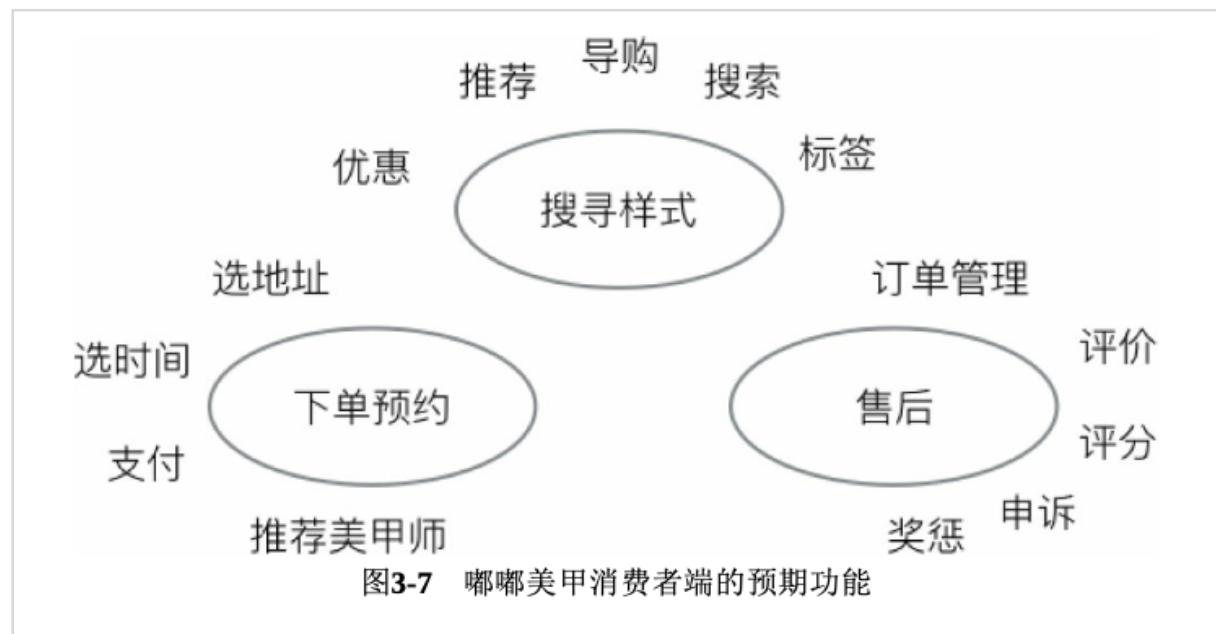 导购
推荐
搜索
优惠
标签
搜寻样式
选地址
订单管理
选时间
评价
下单预约
售后
支付
评分
推荐美甲师
奖惩
申诉
图3-7 嘟嘟美甲消费者端的预期功能